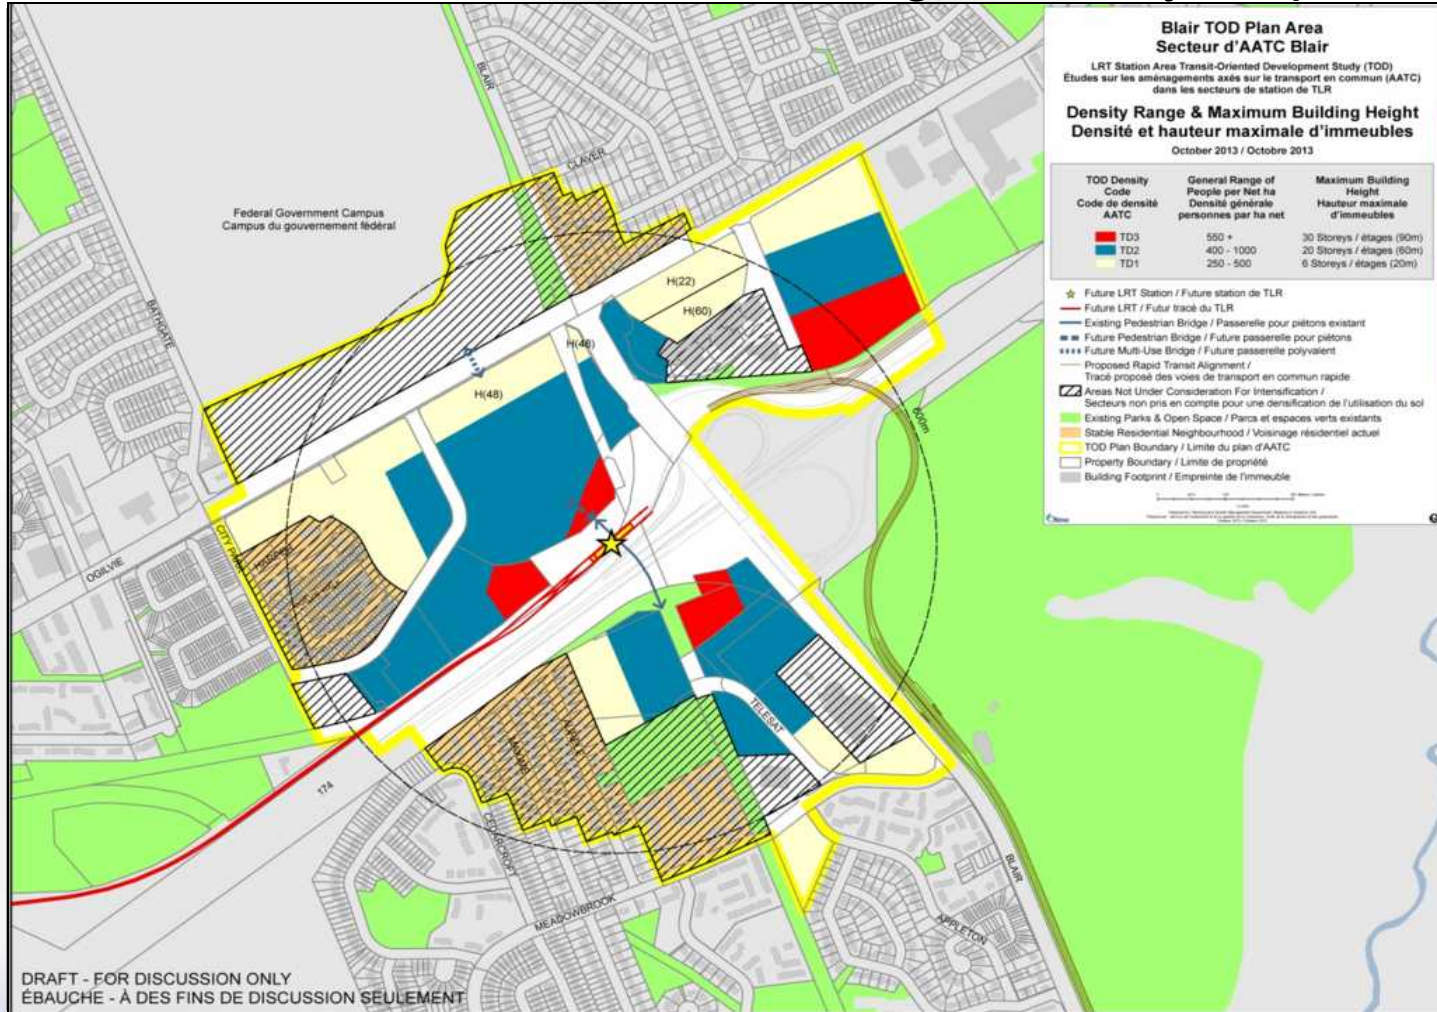 Blair TOD Plan Area
Secteur d'AATC Blair
LRT Station Area Transit-Oriented Development Study (TOD)
Études sur les aménagements axés sur le transport en commun (AATC)
dans les secteurs de station de TLR
Density Range & Maximum Building Height
Densité et hauteur maximale d'immeubles
October 2013 / Octobre 2013
TOD Density Code General Range of People per Net ha Maximum Building Height
Code de densité AATC Densité générale personnes par ha net Hauteur maximale d'immeubles
TD3 550 + 30 Storeys / étages (90m)
TD2 400 - 1000 20 Storeys / étages (60m)
TD1 250 - 500 6 Storeys / étages (20m)
Future LRT Station / Future station de TLR
Future LRT / Futur tracé du TLR
Existing Pedestrian Bridge / Passerelle pour piétons existant
Future Pedestrian Bridge / Future passerelle pour piétons
Future Multi-Use Bridge / Future passerelle polyvalent
Proposed Rapid Transit Alignment /
Tracé proposé des voies de transport en commun rapide
Areas Not Under Consideration For Intensification /
Secteurs non pris en compte pour une densification de l'utilisation du sol
Existing Parks & Open Space / Parcs et espaces verts existants
Stable Residential Neighbourhood / Voisinage résidentiel actuel
TOD Plan Boundary / Limite du plan d'AATC
Property Boundary / Limite de propriété
Building Footprint / Empreinte de l'immeuble
BLAIR
CLAVER
Federal Government Campus
Campus du gouvernement fédéral
BATHGATE
H(22)
H(60)
H(48)
H(48)
600m
CITY PARK
OGILVIE
TELESAT
AURELE
174
CEDARCROFT
MEADOWBROOK
BLAIR
APPLETON
DRAFT - FOR DISCUSSION ONLY
ÉBAUCHE - À DES FINS DE DISCUSSION SEULEMENT